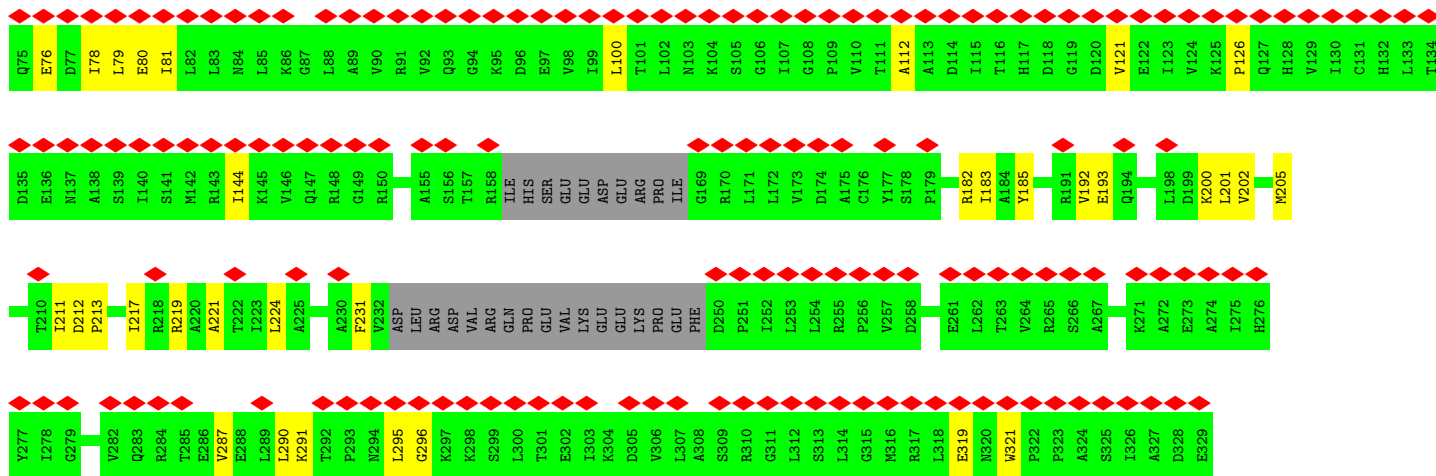 Q75 E76 D77 I78 L79 E80 I81 L82 L83 N84 L85 K86 G87 L88 A89 V90 R91 V92 Q93 G94 K95 D96 E97 V98 I99 L100 T101 L102 N103 K104 S105 G106 I107 G108 P109 V110 T111 A112 A113 D114 I115 T116 H117 D118 G119 D120 V121 E122 I123 V124 K125 P126 Q127 H128 V129 I130 C131 H132 L133 T134
D135 E136 N137 A138 S139 I140 S141 M142 R143 I144 K145 V146 Q147 R148 G149 R150 A155 S156 T157 R158 ILE HIS SER GLU GLU ASP GLU ARG PRO ILE G169 R170 L171 L172 V173 D174 A175 C176 Y177 S178 P179 R182 I183 A184 Y185 R191 V192 E193 Q194 L198 D199 K200 L201 V202 M205
T210 I211 D212 P213 I217 R218 R219 A220 A221 T222 I223 L224 A225 A230 F231 V232 ASP LEU ARG ASP VAL ARG GLN PRO GLU VAL LYS GLU GLU LYS PRO GLU PHE D250 P251 I252 L253 L254 R255 P256 V257 D258 E261 L262 T263 V264 R265 S266 A267 K271 A272 E273 A274 I275 H276
Y277 I278 G279 V282 Q283 R284 T285 E286 V287 E288 L289 L290 K291 T292 P293 N294 L295 G296 K297 K298 S299 L300 T301 E302 I303 K304 D305 V306 L307 A308 S309 R310 G311 L312 S313 L314 G315 M316 R317 L318 E319 N320 W321 P322 P323 A324 S325 I326 A327 D328 E329